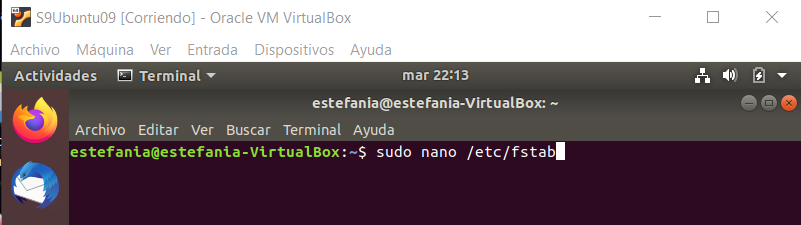 S9Ubuntu09 [Corriendo] - Oracle VM VirtualBox
Archivo Máquina Ver Entrada Dispositivos Ayuda
Actividades Terminal mar 22:13
estefania@estefania-VirtualBox: ~
Archivo Editar Ver Buscar Terminal Ayuda
estefania@estefania-VirtualBox:~$ sudo nano /etc/fstab